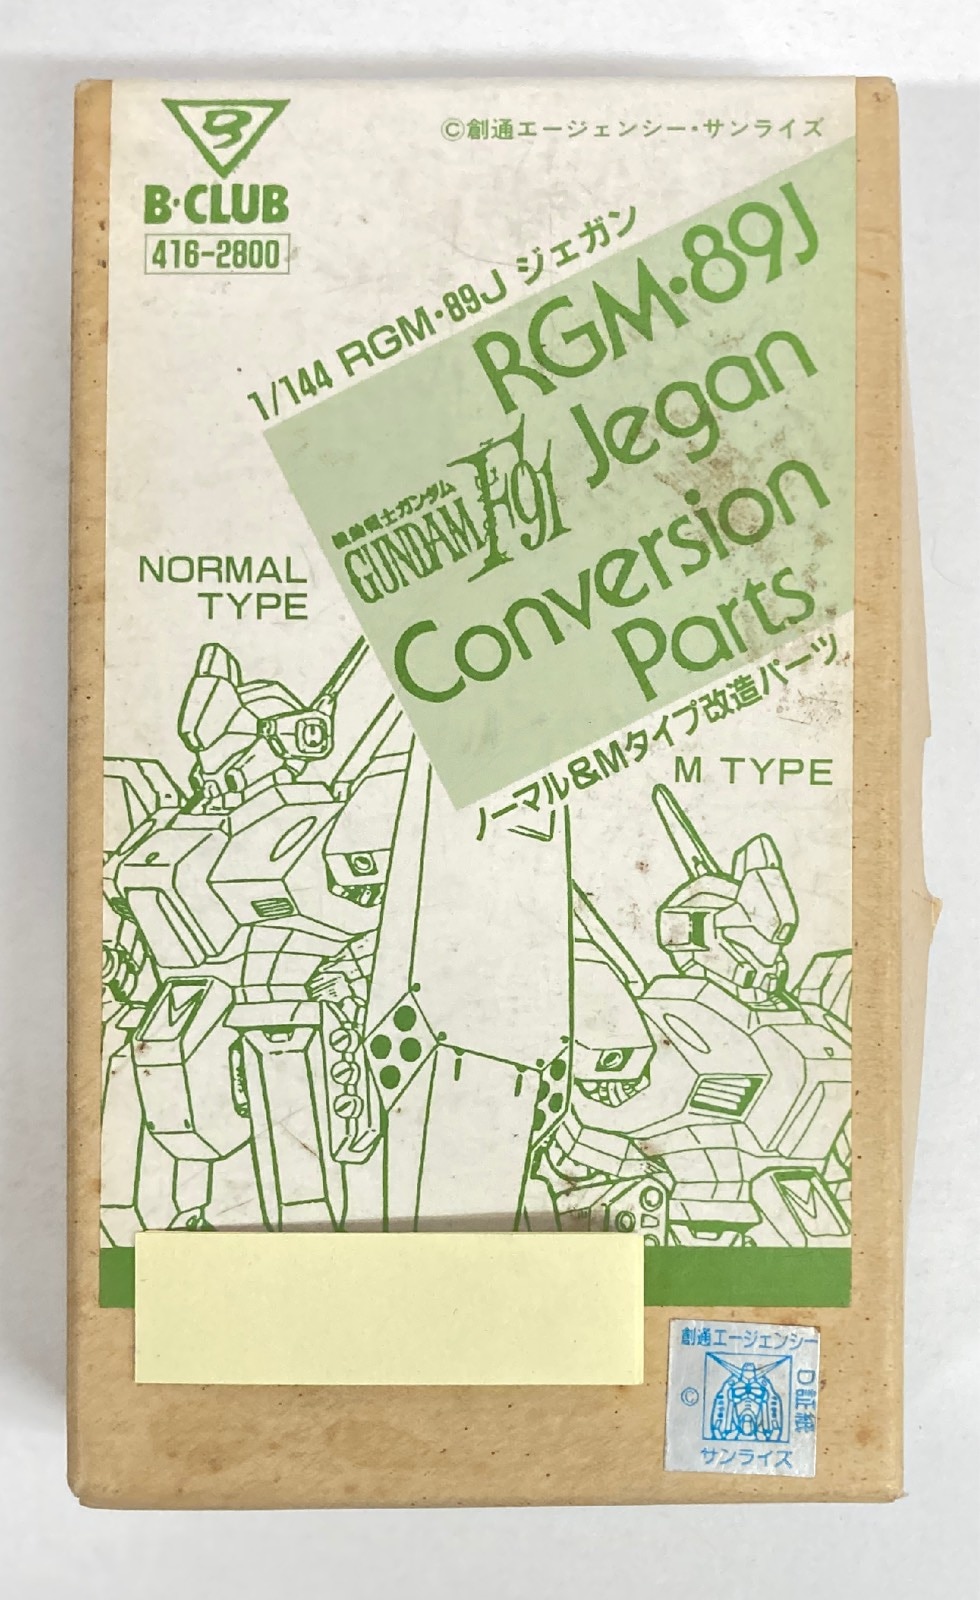 ©創通エージェンシー・サンライズ
B·CLUB
416-2800
1/144 RGM·89J ジェガン
RGM·89J
Jegan
機動戦士ガンダム
GUNDAM F91
Conversion
Parts
ノーマル&Mタイプ改造パーツ
NORMAL
TYPE
M TYPE
創通エージェンシー
©
D証紙
サンライズ